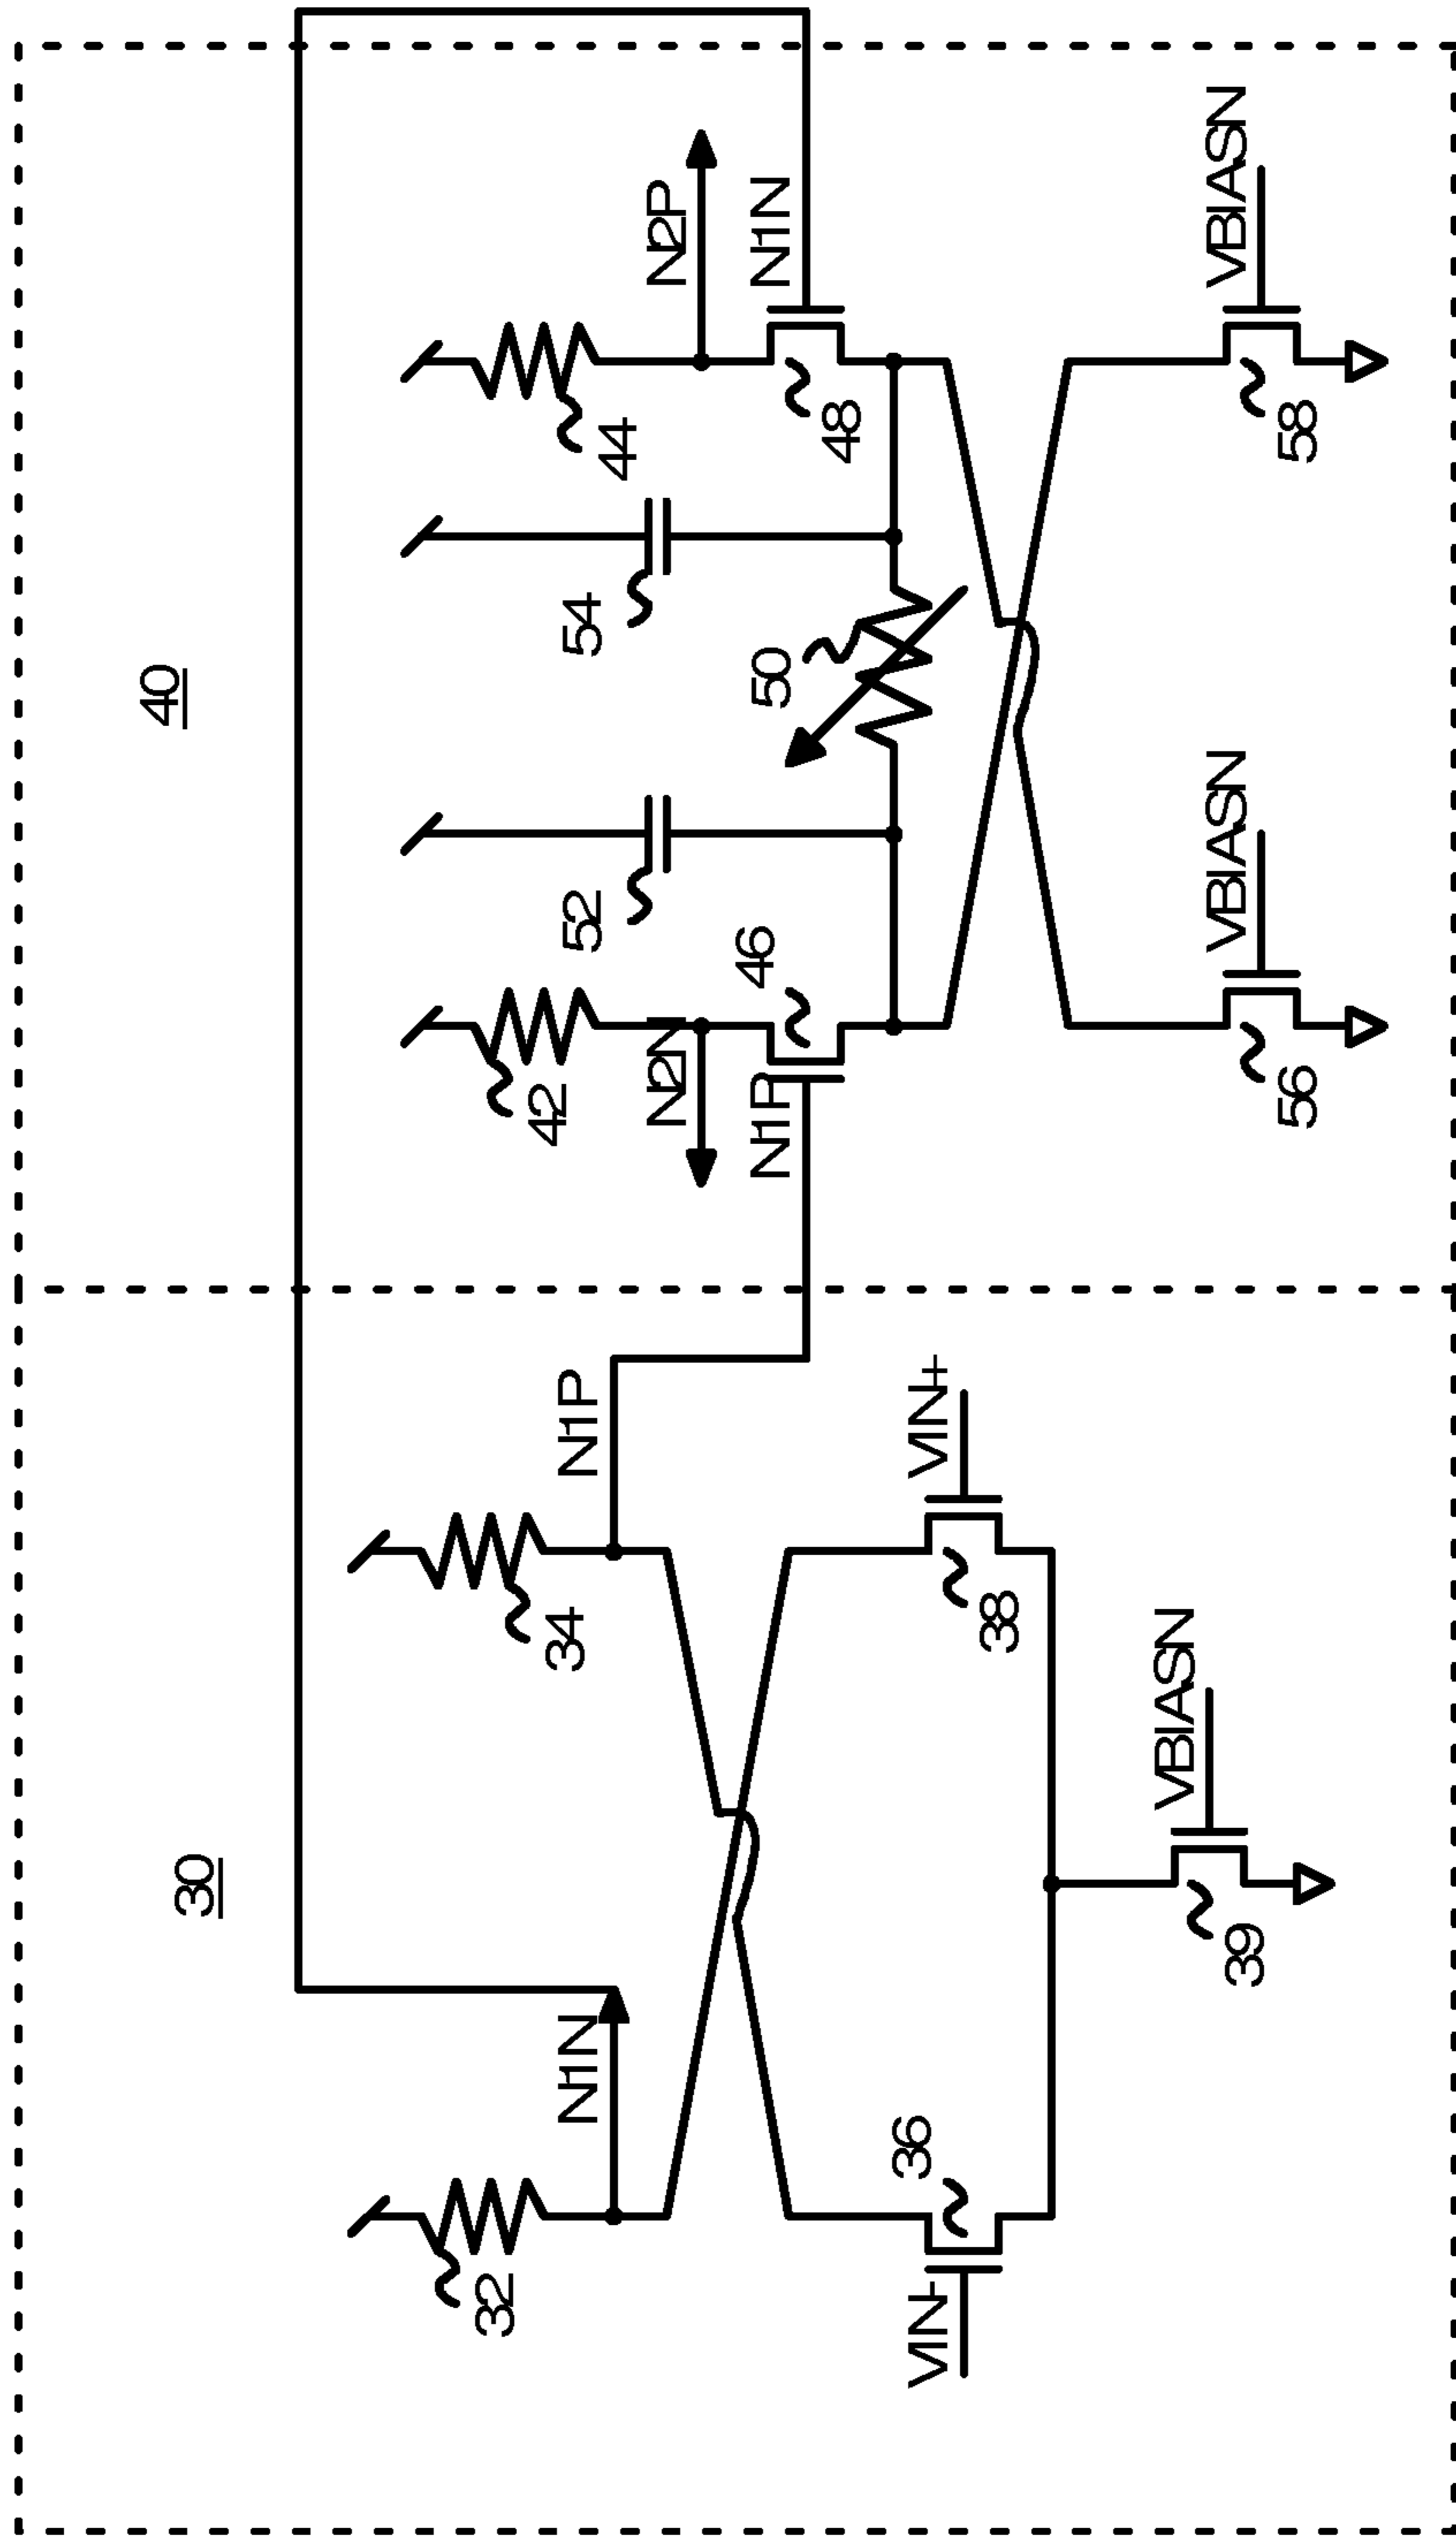 30
40
32
N1N
34
N1P
VIN-
36
38
VIN+
39
VBIASN
42
N2N
N1P
46
52
50
54
44
N2P
N1N
48
56
VBIASN
58
VBIASN